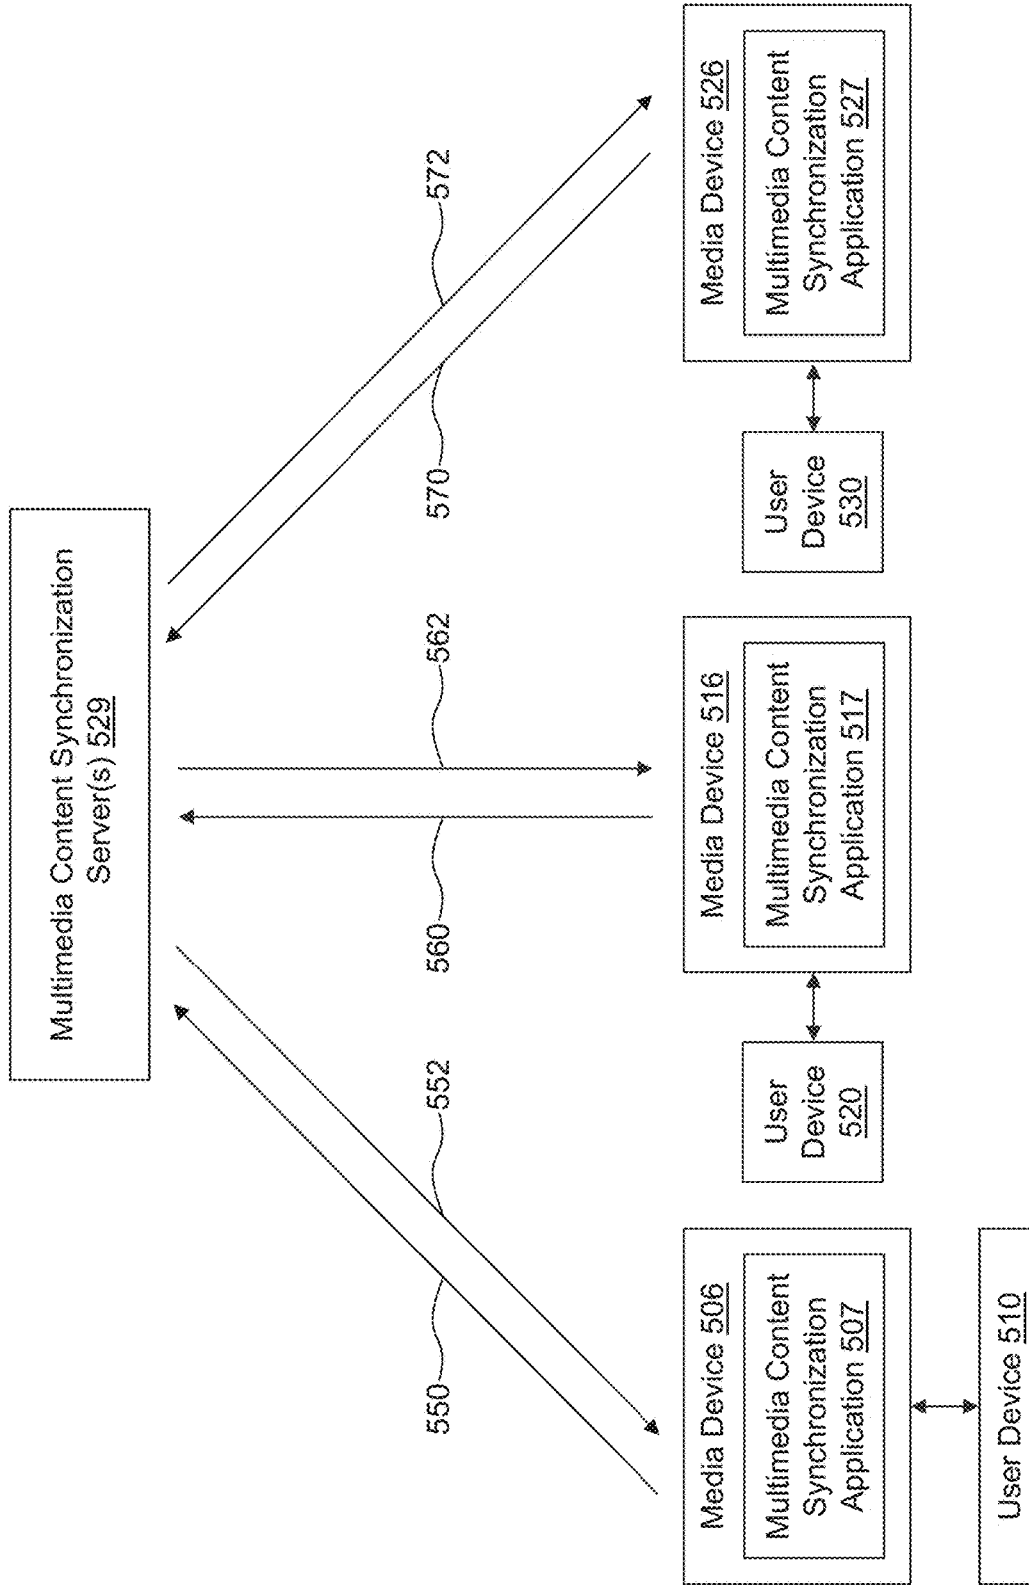 Multimedia Content Synchronization
Server(s) 529
550
552
560
562
570
572
Media Device 506
Multimedia Content
Synchronization
Application 507
User Device 510
User
Device
520
Media Device 516
Multimedia Content
Synchronization
Application 517
User
Device
530
Media Device 526
Multimedia Content
Synchronization
Application 527